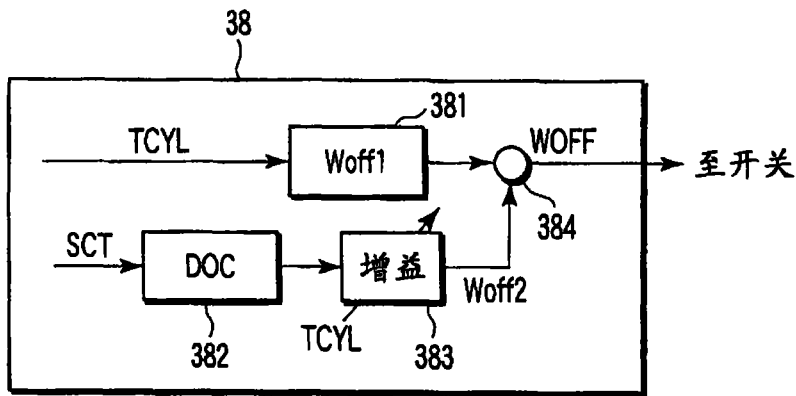 38
381
TCYL
Woff1
WOFF
至开关
384
SCT
DOC
增益
Woff2
382
TCYL
383